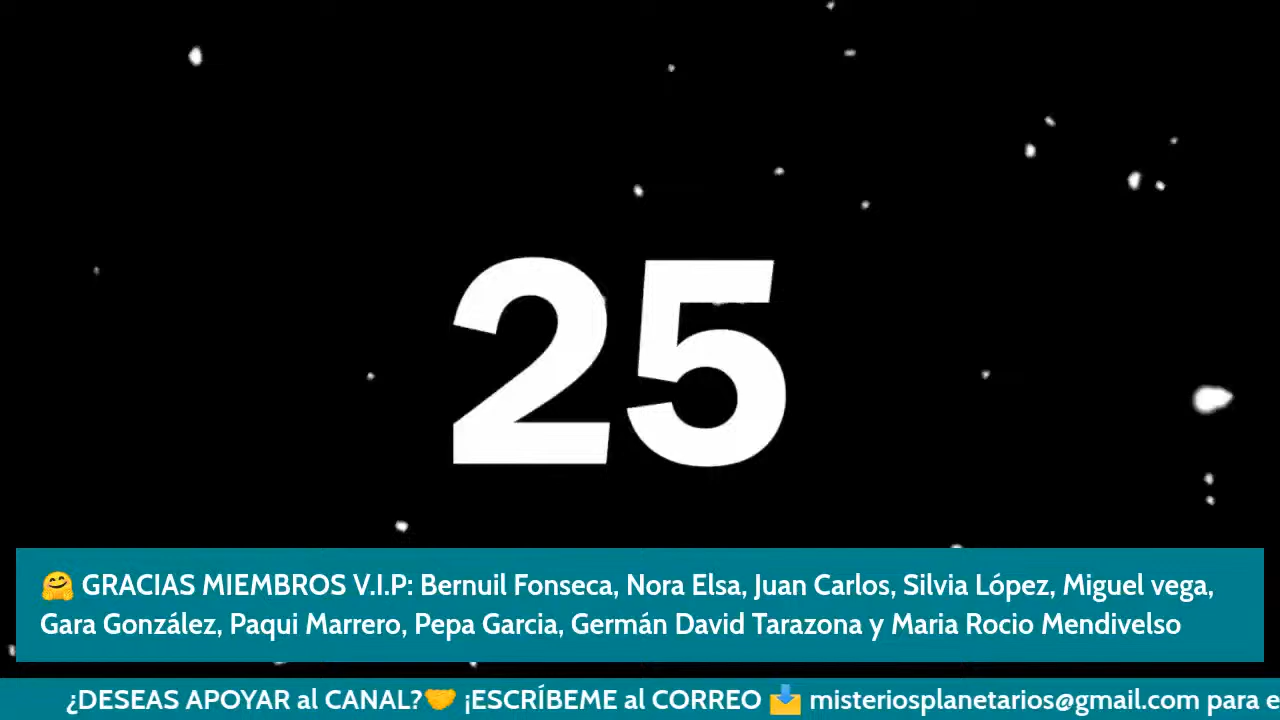 25
🤗 GRACIAS MIEMBROS V.I.P: Bernuil Fonseca, Nora Elsa, Juan Carlos, Silvia López, Miguel vega,
Gara González, Paqui Marrero, Pepa Garcia, Germán David Tarazona y Maria Rocio Mendivelso
¿DESEAS APOYAR al CANAL?🤝 ¡ESCRÍBEME al CORREO 📩 misteriosplanetarios@gmail.com para e